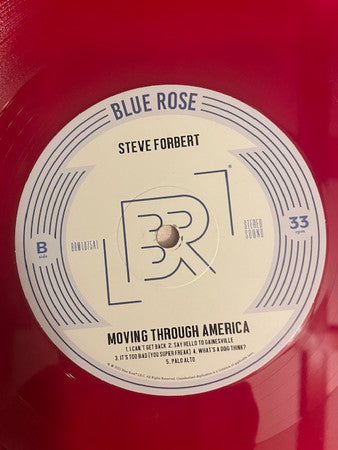 BLUE ROSE
STEVE FORBERT
B
side
STEREO
SOUND
33
rpm
BR
MOVING THROUGH AMERICA
1. I CAN'T GET BACK 2. SAY HELLO TO GAINESVILLE
3. IT'S TOO BAD (YOU SUPER FREAK) 4. WHAT'S A DOG THINK?
5. PALO ALTO